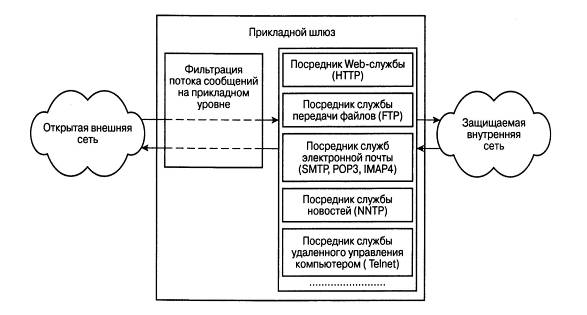 Прикладной шлюз
Фильтрация
потока сообщений
на прикладном
уровне
Посредник Web-службы
(HTTP)
Посредник службы
передачи файлов (FTP)
Посредник служб
электронной почты
(SMTP, POP3, IMAP4)
Посредник службы
новостей (NNTP)
Посредник службы
удаленного управления
компьютером ( Telnet)
........................
Открытая внешняя
сеть
Защищаемая
внутренняя
сеть